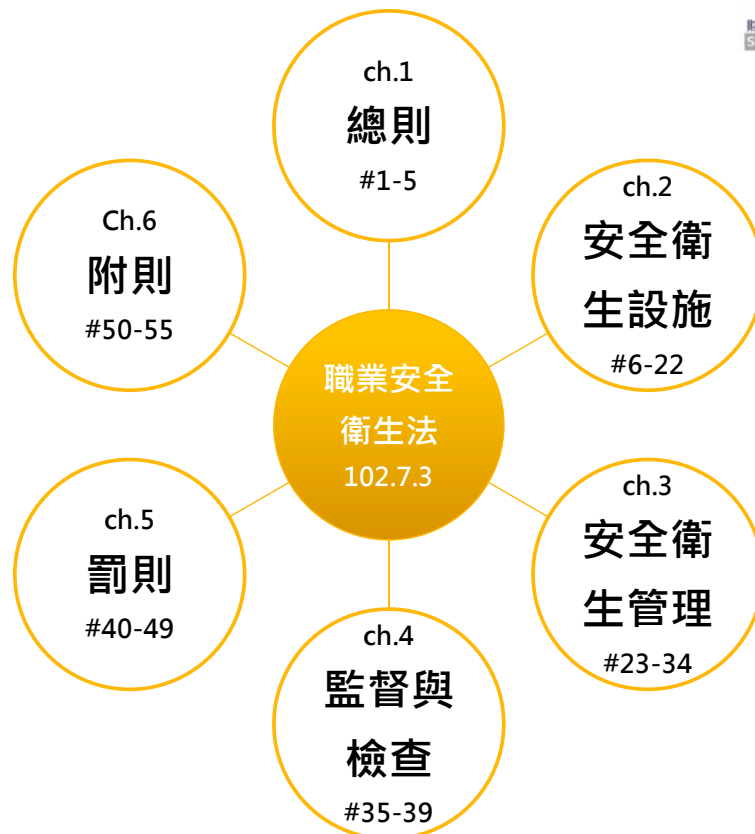 ch.1
總則
#1-5
ch.2
安全衛
生設施
#6-22
ch.3
安全衛
生管理
#23-34
ch.4
監督與
檢查
#35-39
ch.5
罰則
#40-49
Ch.6
附則
#50-55
職業安全
衛生法
102.7.3